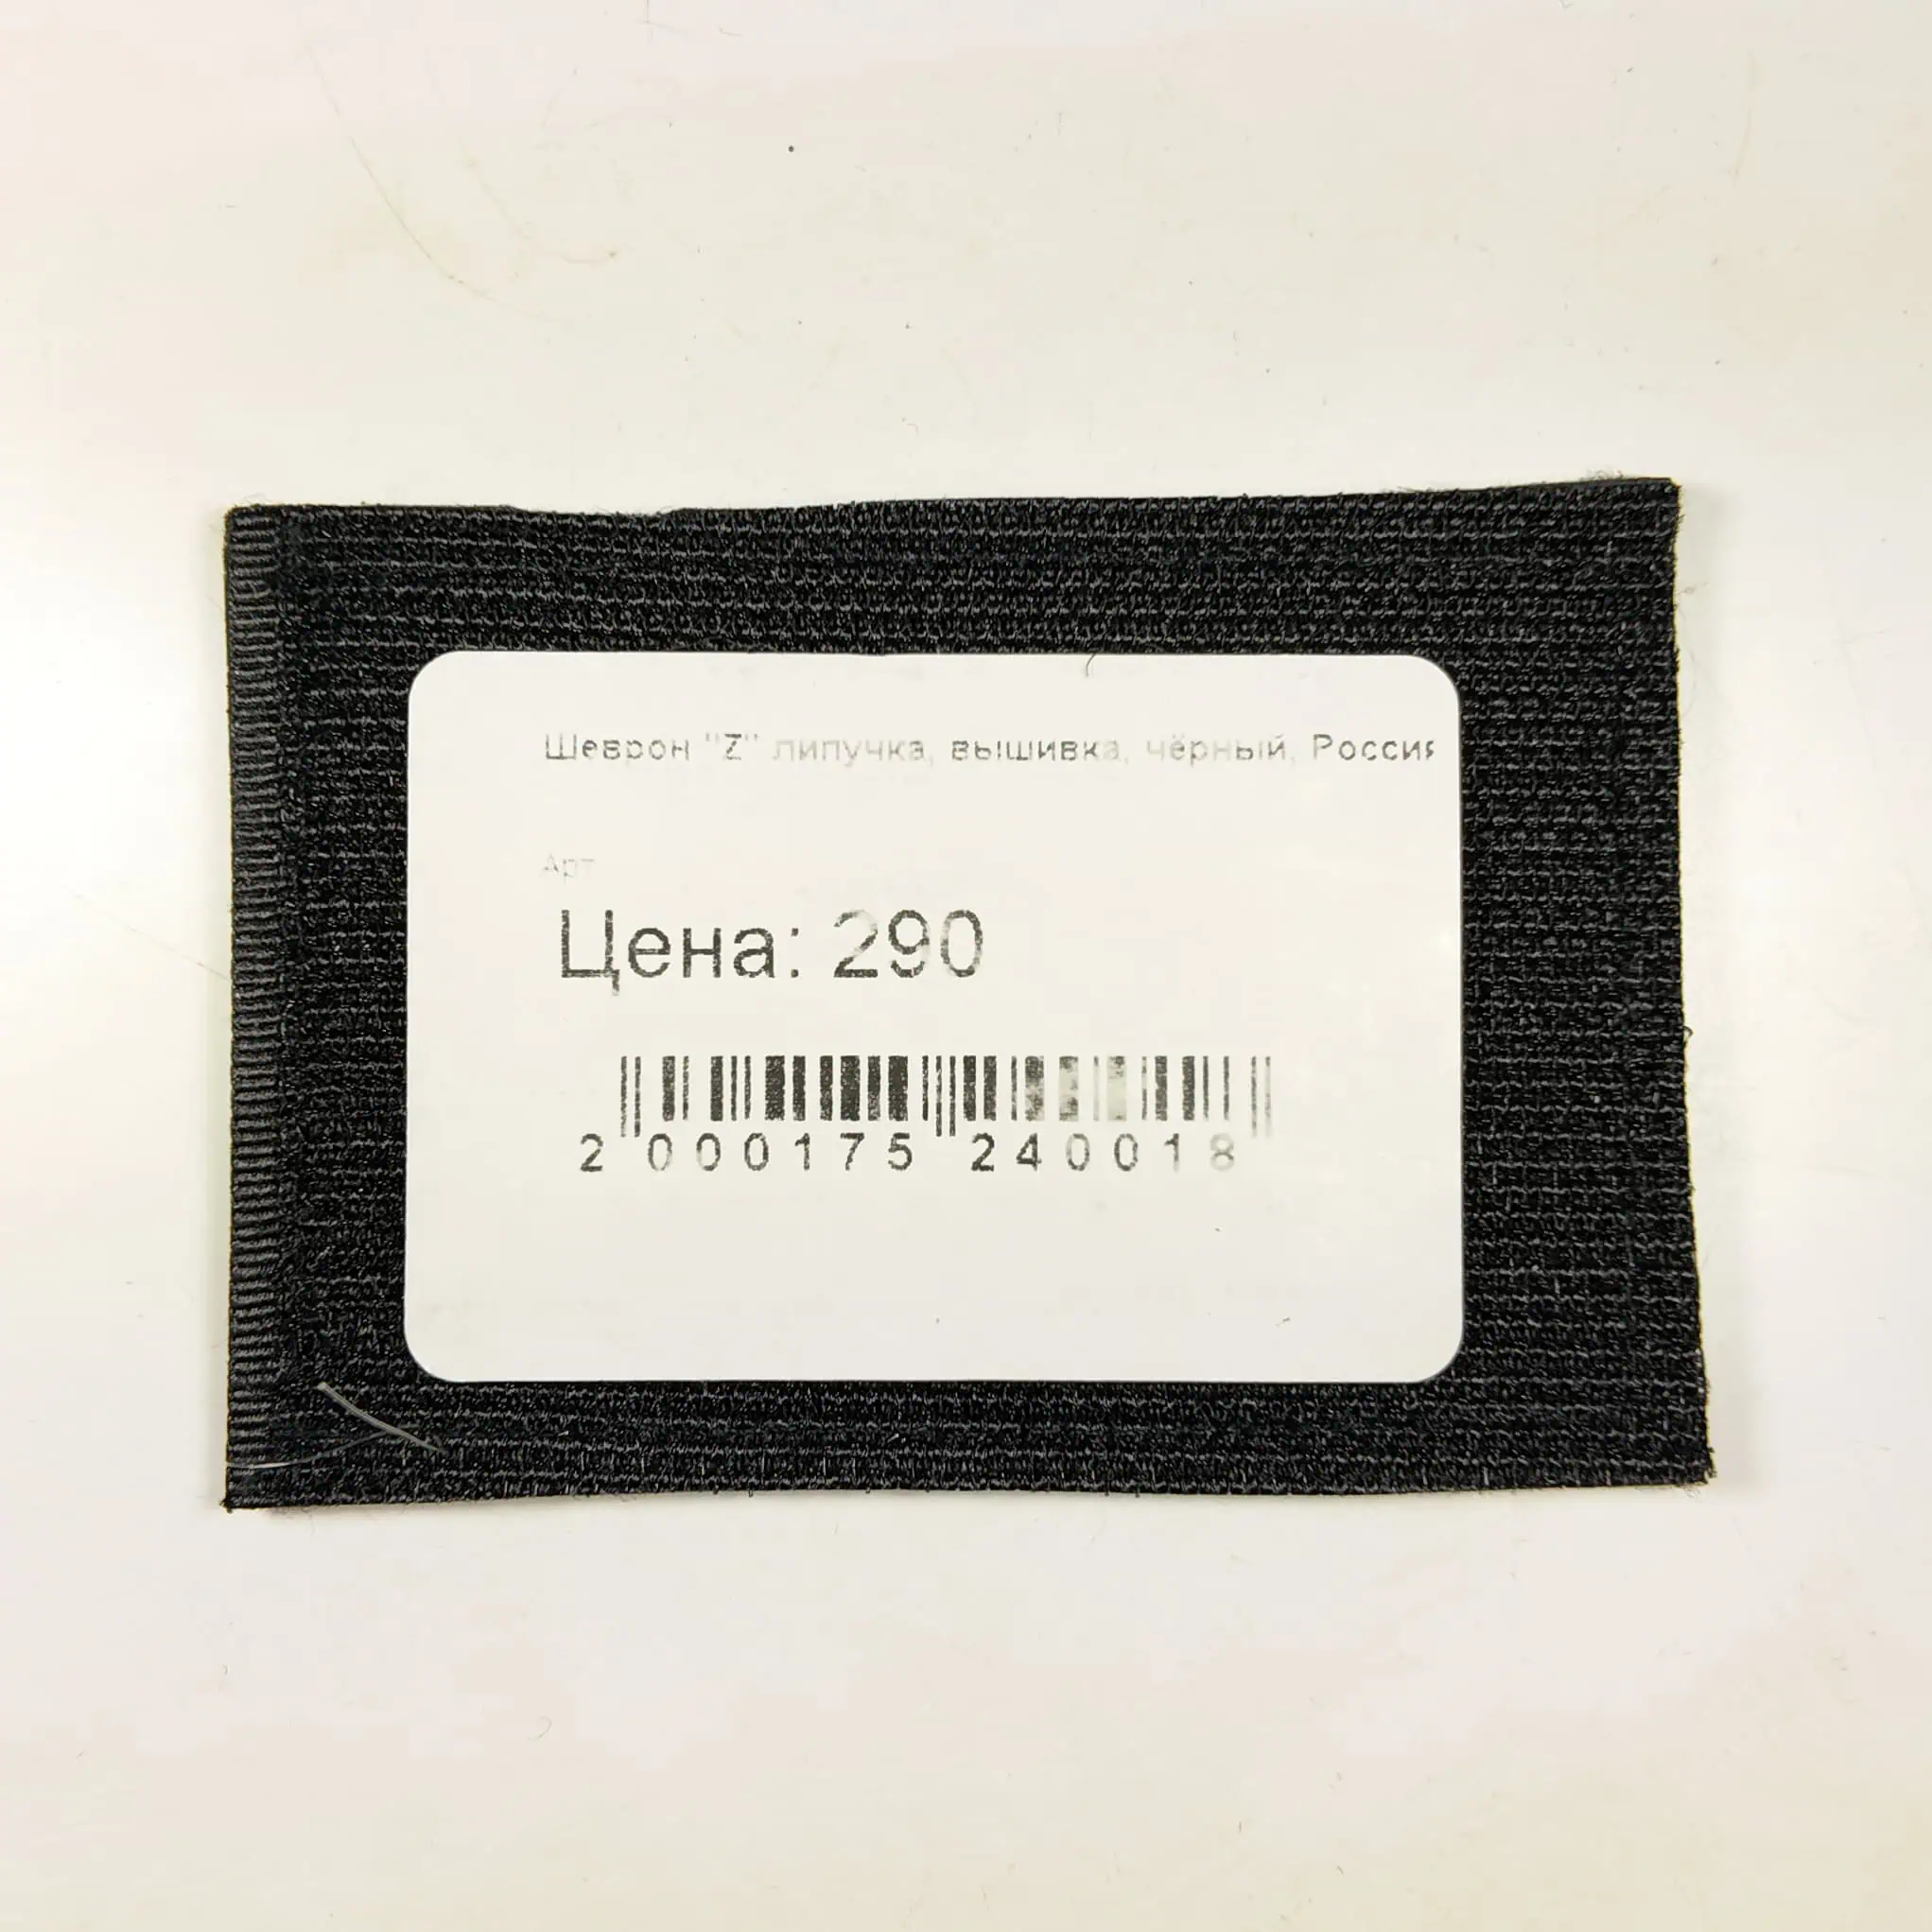 Шеврон "Z" липучка, вышивка, чёрный, Россия
Арт
Цена: 290
2 000175 240018